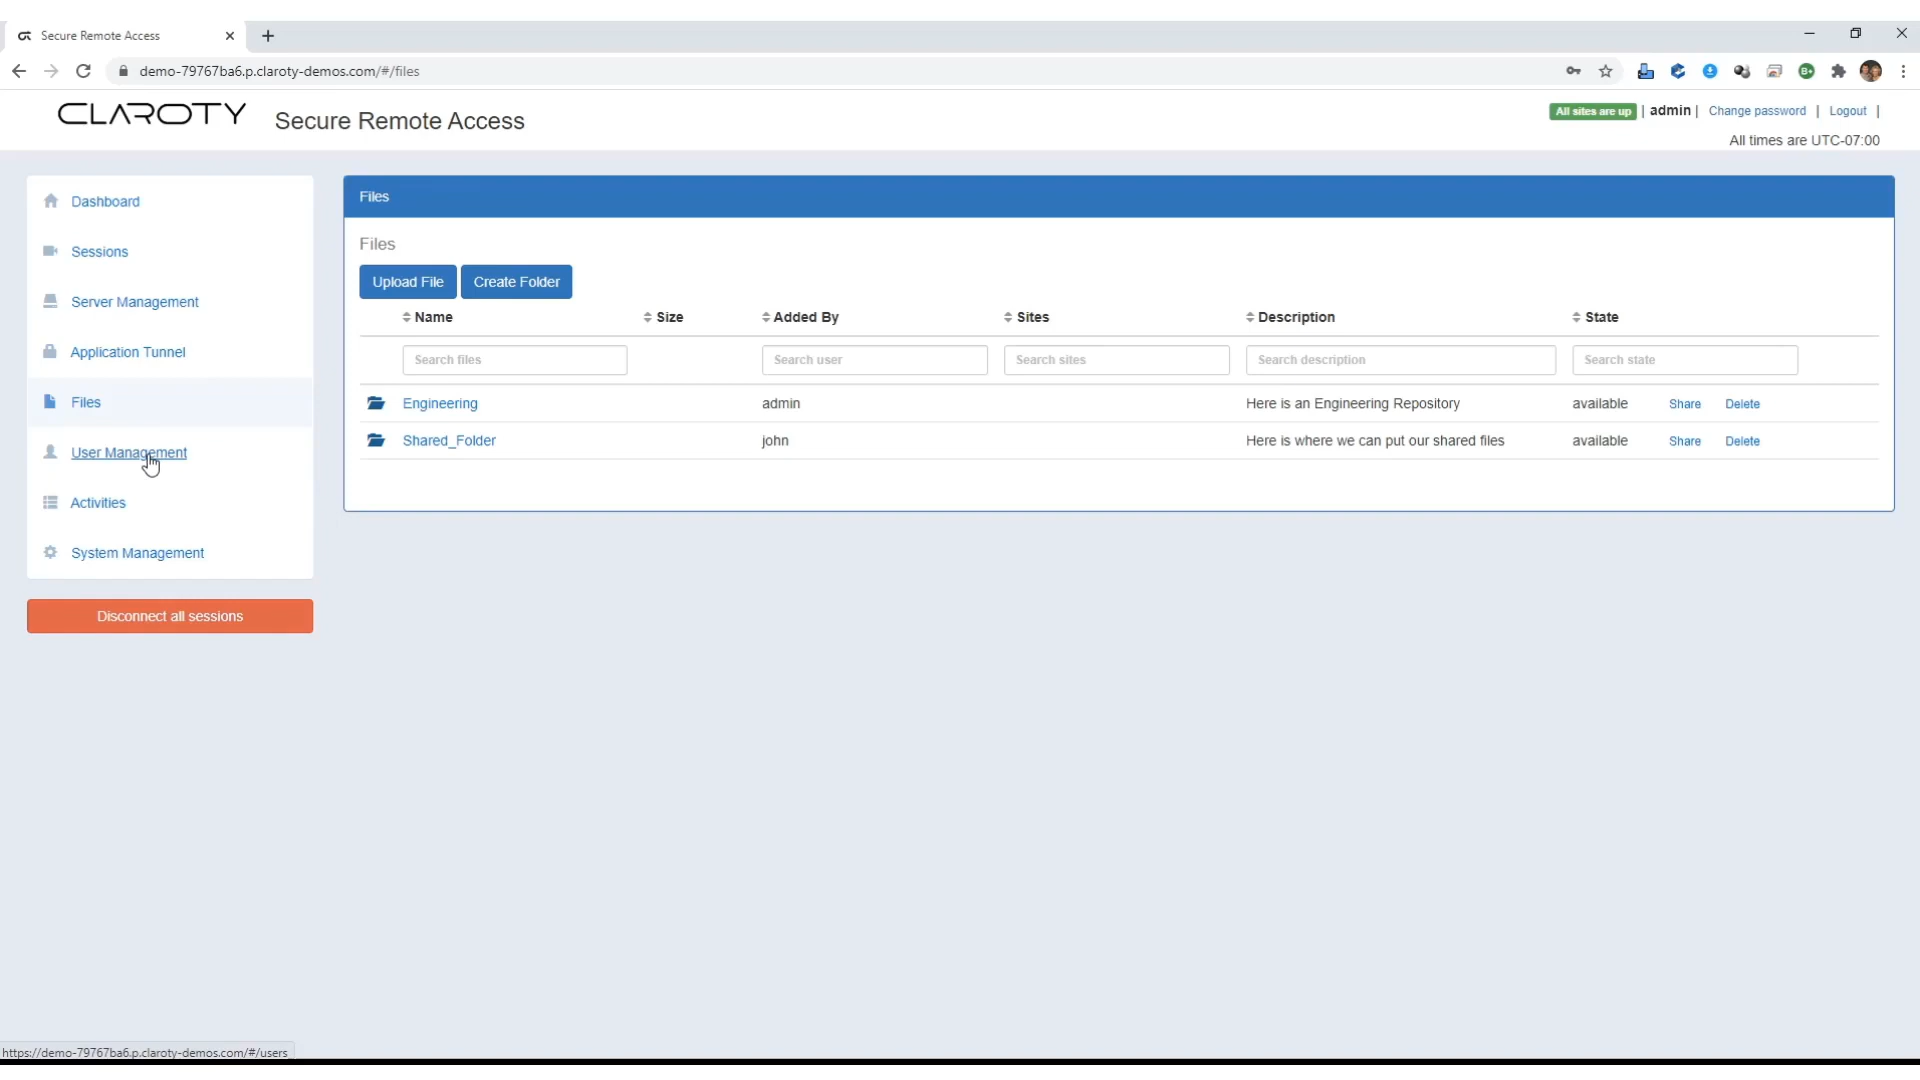 Secure Remote Access
demo-79767ba6.p.claroty-demos.com/#/files
CLAROTY
Secure Remote Access
All sites are up | admin | Change password | Logout |
All times are UTC-07:00
Dashboard
Sessions
Server Management
Application Tunnel
Files
User Management
Activities
System Management
Disconnect all sessions
Files
Files
Upload File Create Folder
Name Size Added By Sites Description State
Search files Search user Search sites Search description Search state
Engineering admin Here is an Engineering Repository available Share Delete
Shared_Folder john Here is where we can put our shared files available Share Delete
https://demo-79767ba6.p.claroty-demos.com/#/users